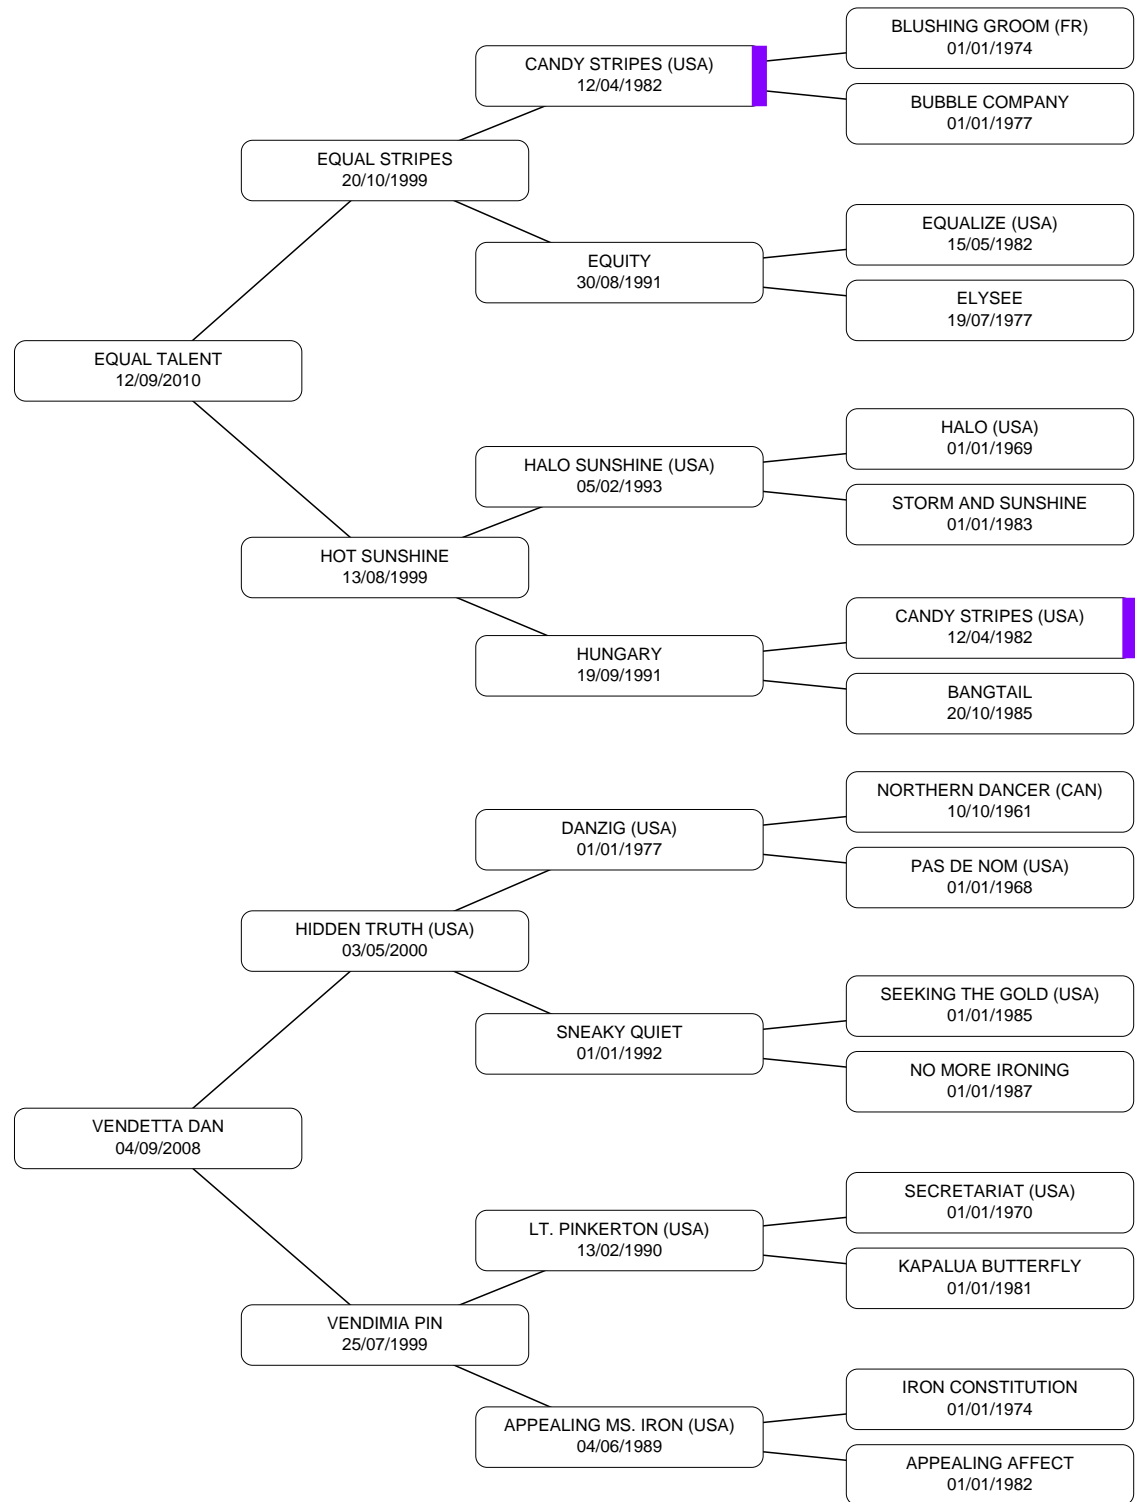 BLUSHING GROOM (FR)
01/01/1974
CANDY STRIPES (USA)
12/04/1982
BUBBLE COMPANY
01/01/1977
EQUAL STRIPES
20/10/1999
EQUALIZE (USA)
15/05/1982
EQUITY
30/08/1991
ELYSEE
19/07/1977
EQUAL TALENT
12/09/2010
HALO (USA)
01/01/1969
HALO SUNSHINE (USA)
05/02/1993
STORM AND SUNSHINE
01/01/1983
HOT SUNSHINE
13/08/1999
CANDY STRIPES (USA)
12/04/1982
HUNGARY
19/09/1991
BANGTAIL
20/10/1985
NORTHERN DANCER (CAN)
10/10/1961
DANZIG (USA)
01/01/1977
PAS DE NOM (USA)
01/01/1968
HIDDEN TRUTH (USA)
03/05/2000
SEEKING THE GOLD (USA)
01/01/1985
SNEAKY QUIET
01/01/1992
NO MORE IRONING
01/01/1987
VENDETTA DAN
04/09/2008
SECRETARIAT (USA)
01/01/1970
LT. PINKERTON (USA)
13/02/1990
KAPALUA BUTTERFLY
01/01/1981
VENDIMIA PIN
25/07/1999
IRON CONSTITUTION
01/01/1974
APPEALING MS. IRON (USA)
04/06/1989
APPEALING AFFECT
01/01/1982